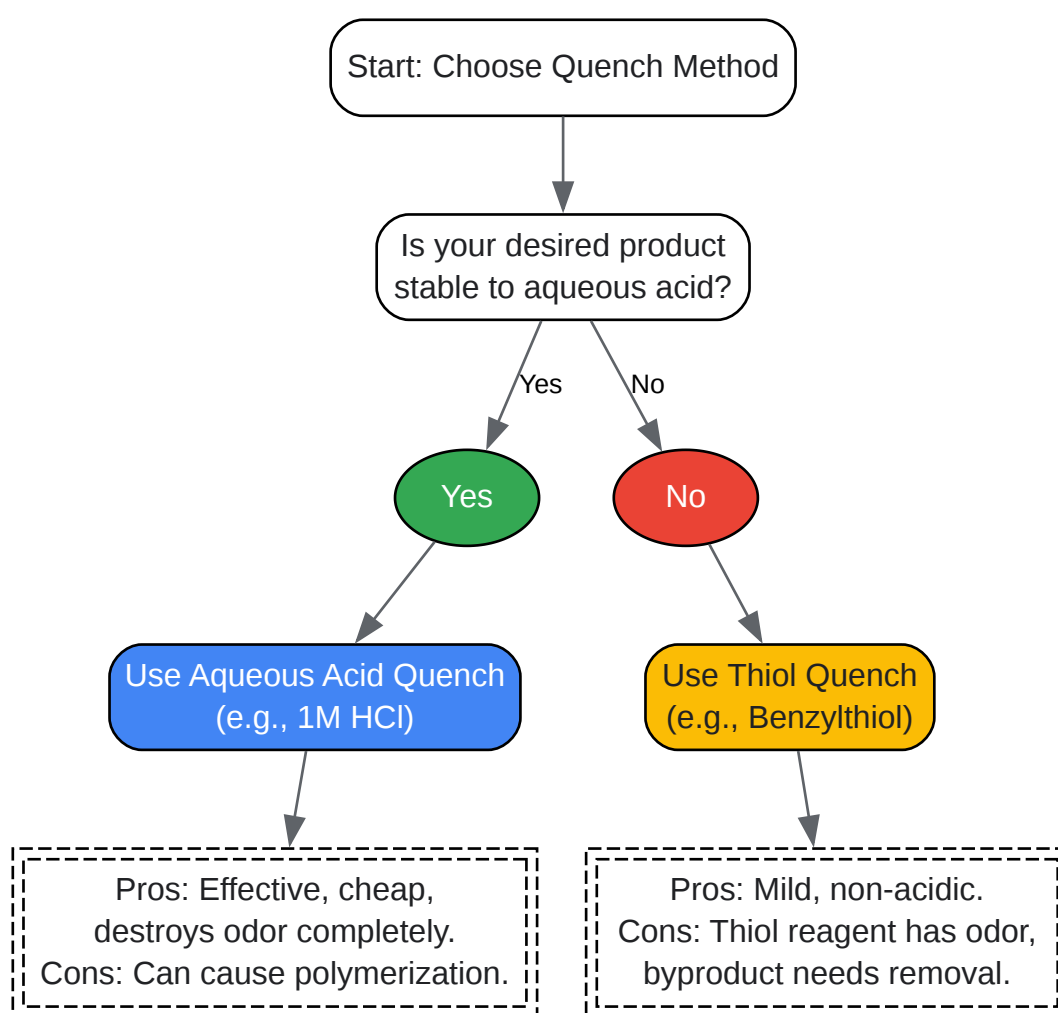 Start: Choose Quench Method
Is your desired product
stable to aqueous acid?
Yes
No
Yes
No
Use Aqueous Acid Quench
(e.g., 1M HCl)
Use Thiol Quench
(e.g., Benzylthiol)
Pros: Effective, cheap,
destroys odor completely.
Cons: Can cause polymerization.
Pros: Mild, non-acidic.
Cons: Thiol reagent has odor,
byproduct needs removal.